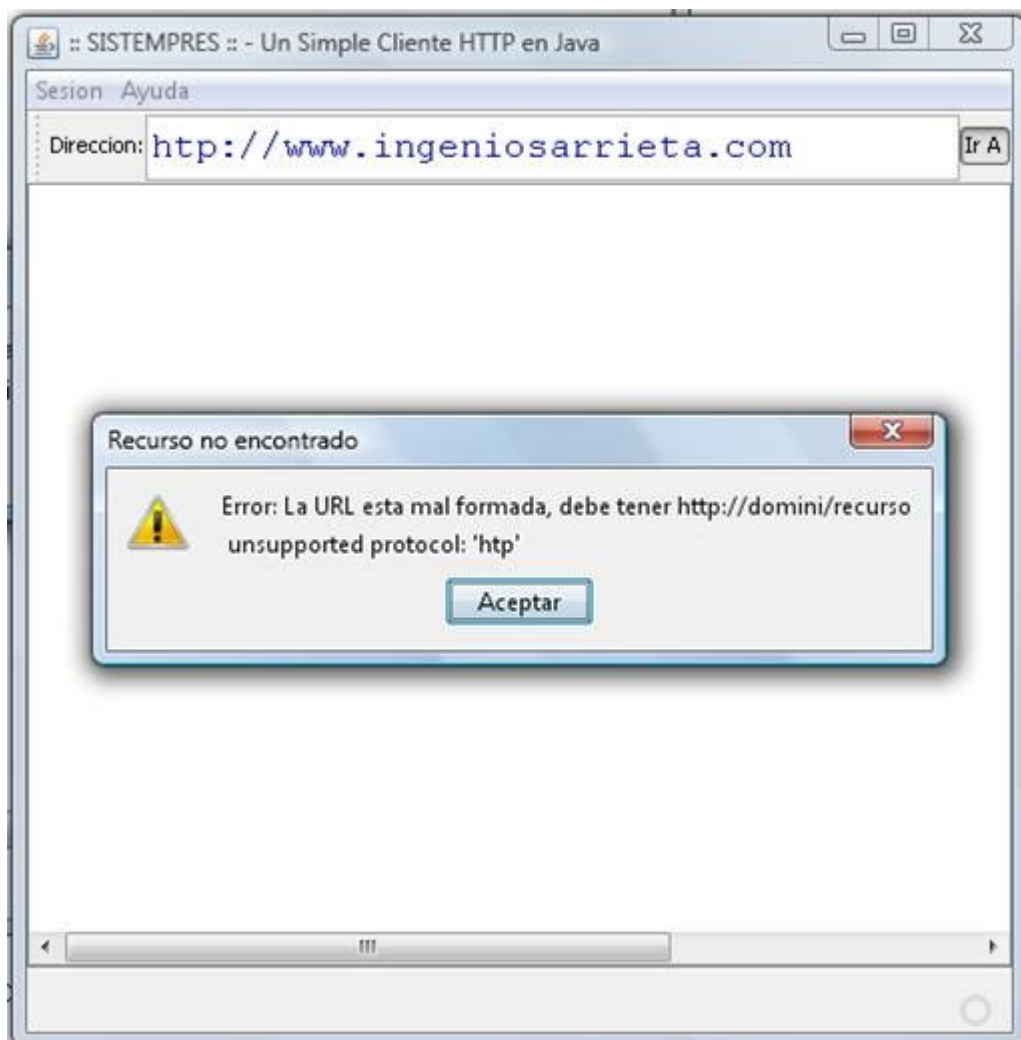 :: SISTEMPRES :: - Un Simple Cliente HTTP en Java
Sesion Ayuda
Direccion: htp://www.ingeniosarrieta.com Ir A
Recurso no encontrado
Error: La URL esta mal formada, debe tener http://domini/recurso
unsupported protocol: 'htp'
Aceptar